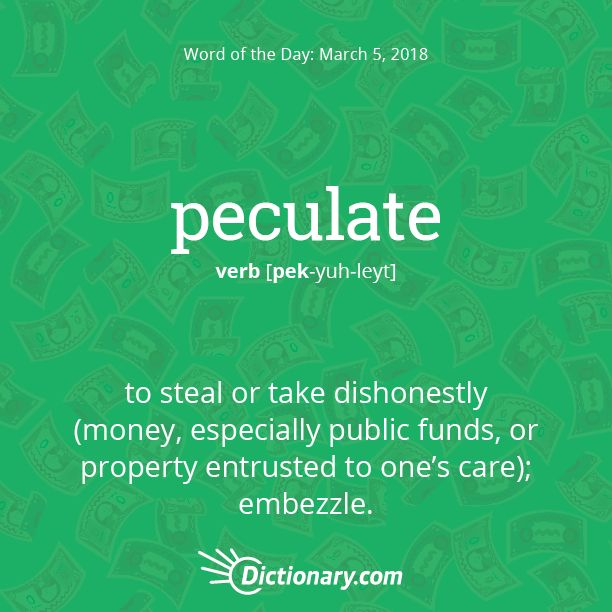 Word of the Day: March 5, 2018
peculate
verb [pek-yuh-leyt]
to steal or take dishonestly
(money, especially public funds, or
property entrusted to one’s care);
embezzle.
Dictionary.com